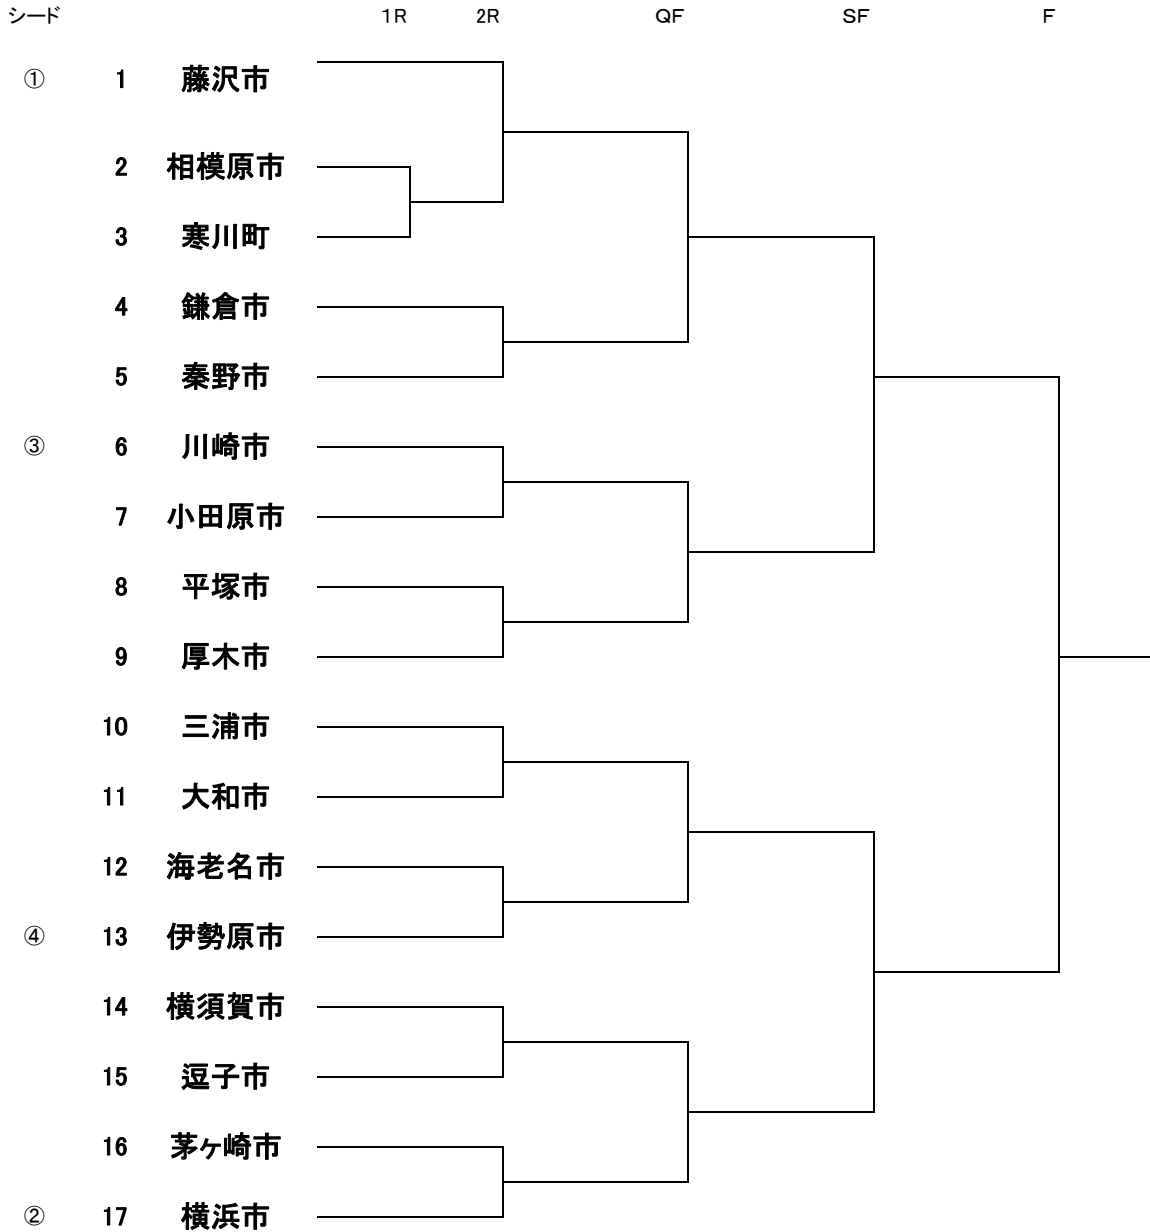 シード 1R 2R QF SF F
① 1 藤沢市
2 相模原市
3 寒川町
4 鎌倉市
5 秦野市
③ 6 川崎市
7 小田原市
8 平塚市
9 厚木市
10 三浦市
11 大和市
12 海老名市
④ 13 伊勢原市
14 横須賀市
15 逗子市
16 茅ヶ崎市
② 17 横浜市